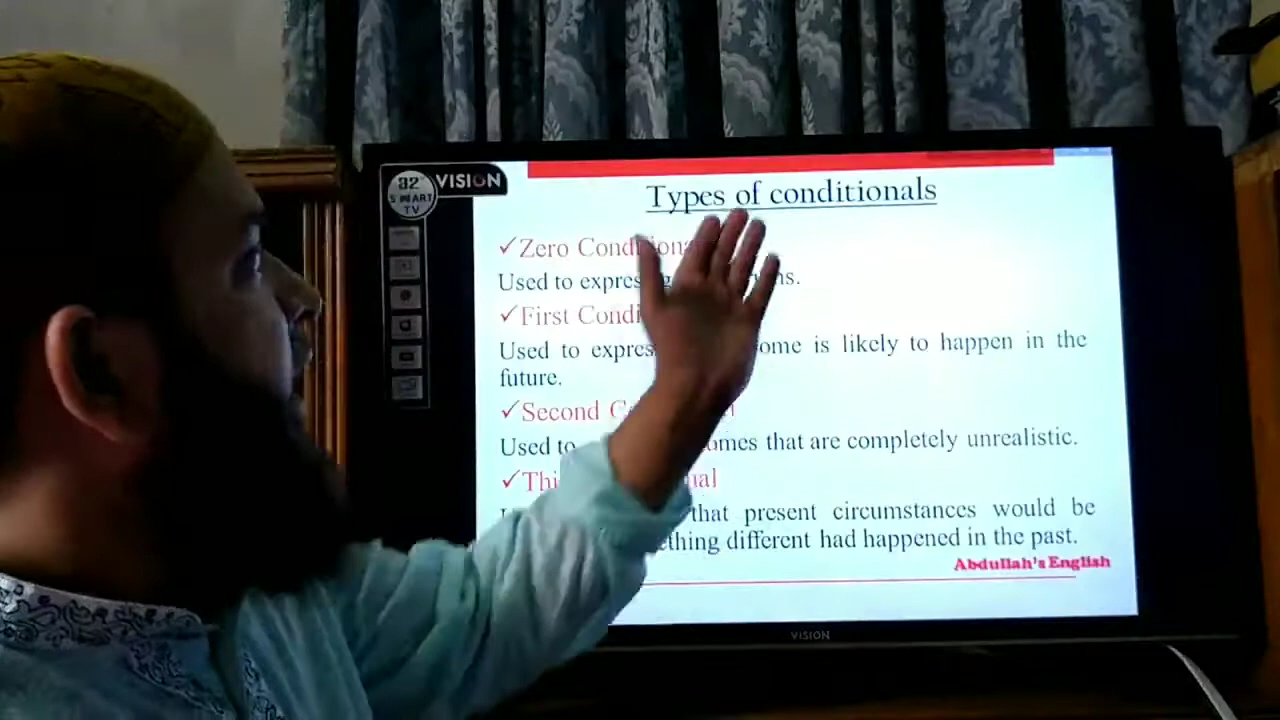 32
SMART
TV
VISION
Types of conditionals
✓Zero Conditiona
Used to expres ns.
✓First Condi
Used to expres ome is likely to happen in the
future.
✓Second C
Used to omes that are completely unrealistic.
✓Thi nal
that present circumstances would be
ething different had happened in the past.
Abdullah's English
VISION